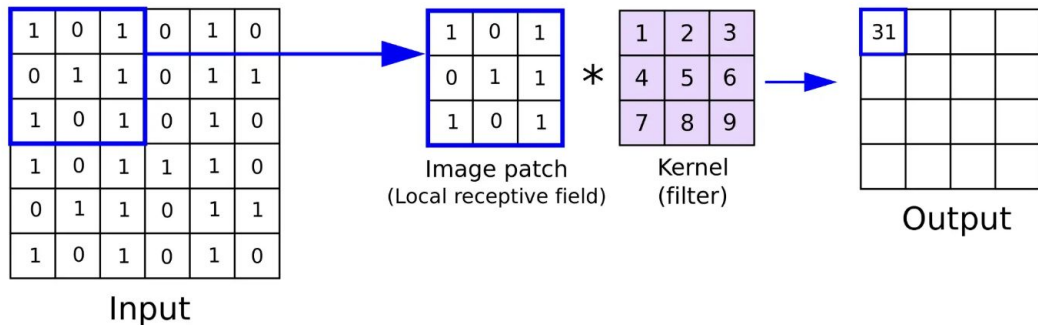 1 0 1 0 1 0
0 1 1 0 1 1
1 0 1 0 1 0
1 0 1 1 1 0
0 1 1 0 1 1
1 0 1 0 1 0
Input
1 0 1
0 1 1
1 0 1
Image patch
(Local receptive field)
*
1 2 3
4 5 6
7 8 9
Kernel
(filter)
31
Output